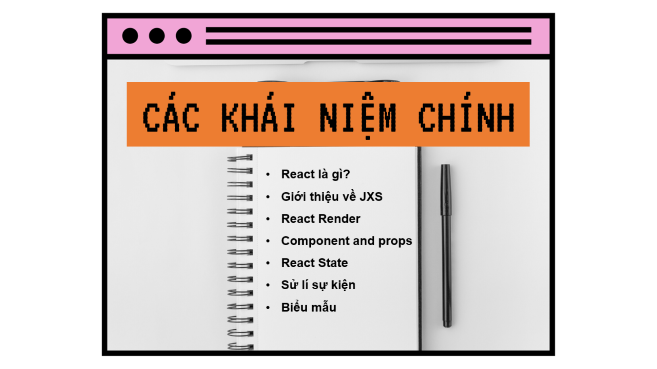 CÁC KHÁI NIỆM CHÍNH
• React là gì?
• Giới thiệu về JXS
• React Render
• Component and props
• React State
• Sử lí sự kiện
• Biểu mẫu